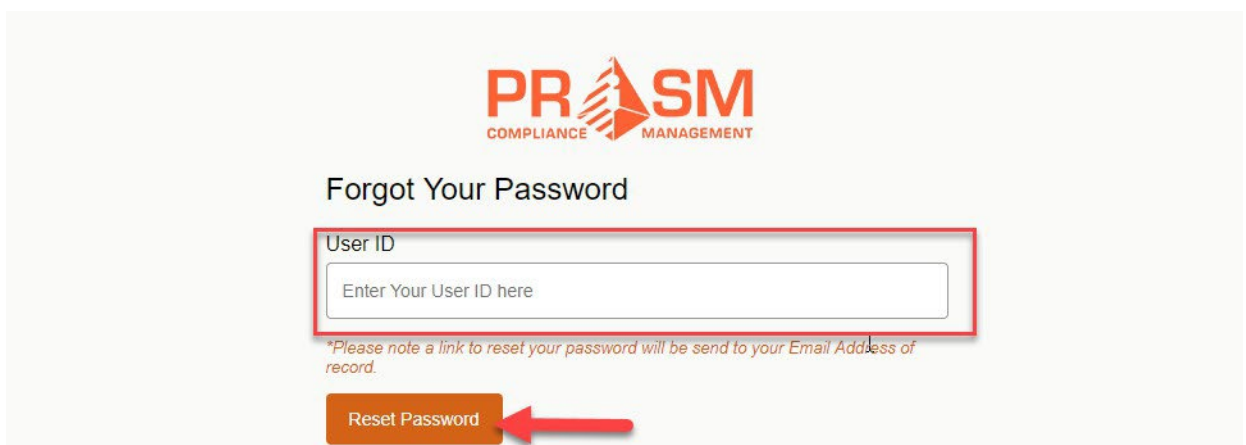 PRISM
COMPLIANCE MANAGEMENT
Forgot Your Password
User ID
Enter Your User ID here
*Please note a link to reset your password will be send to your Email Address of
record.
Reset Password